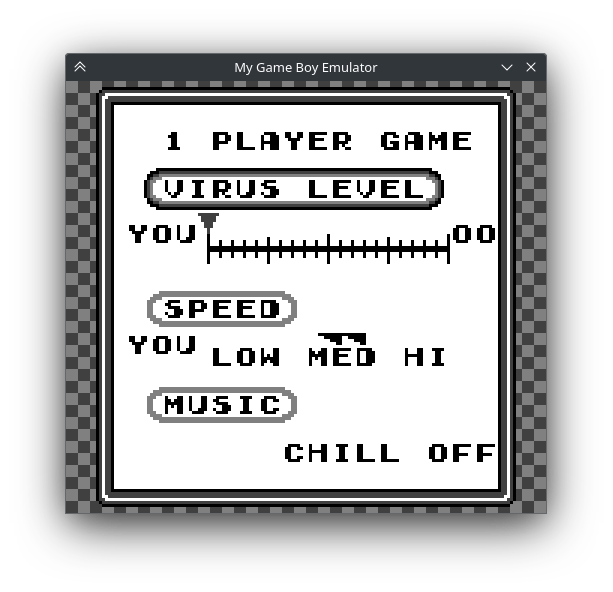 My Game Boy Emulator
1 PLAYER GAME
VIRUS LEVEL
YOU 00
SPEED
YOU LOW MED HI
MUSIC
CHILL OFF